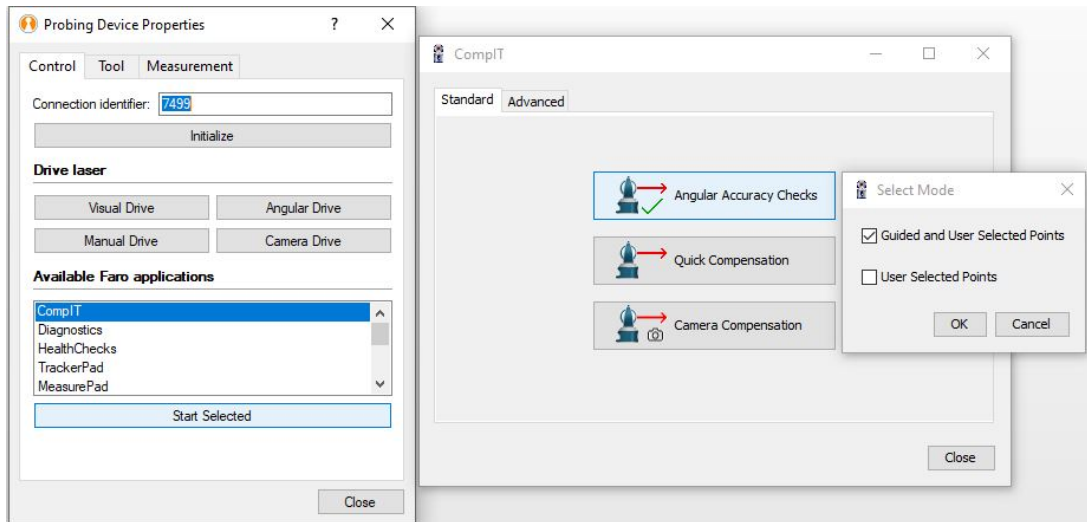 Probing Device Properties
?
Control Tool Measurement
Connection identifier: 7499
Initialize
Drive laser
Visual Drive Angular Drive
Manual Drive Camera Drive
Available Faro applications
CompIT
Diagnostics
HealthChecks
TrackerPad
MeasurePad
Start Selected
Close
CompIT
Standard Advanced
Angular Accuracy Checks
Quick Compensation
Camera Compensation
Close
Select Mode
Guided and User Selected Points
User Selected Points
OK Cancel